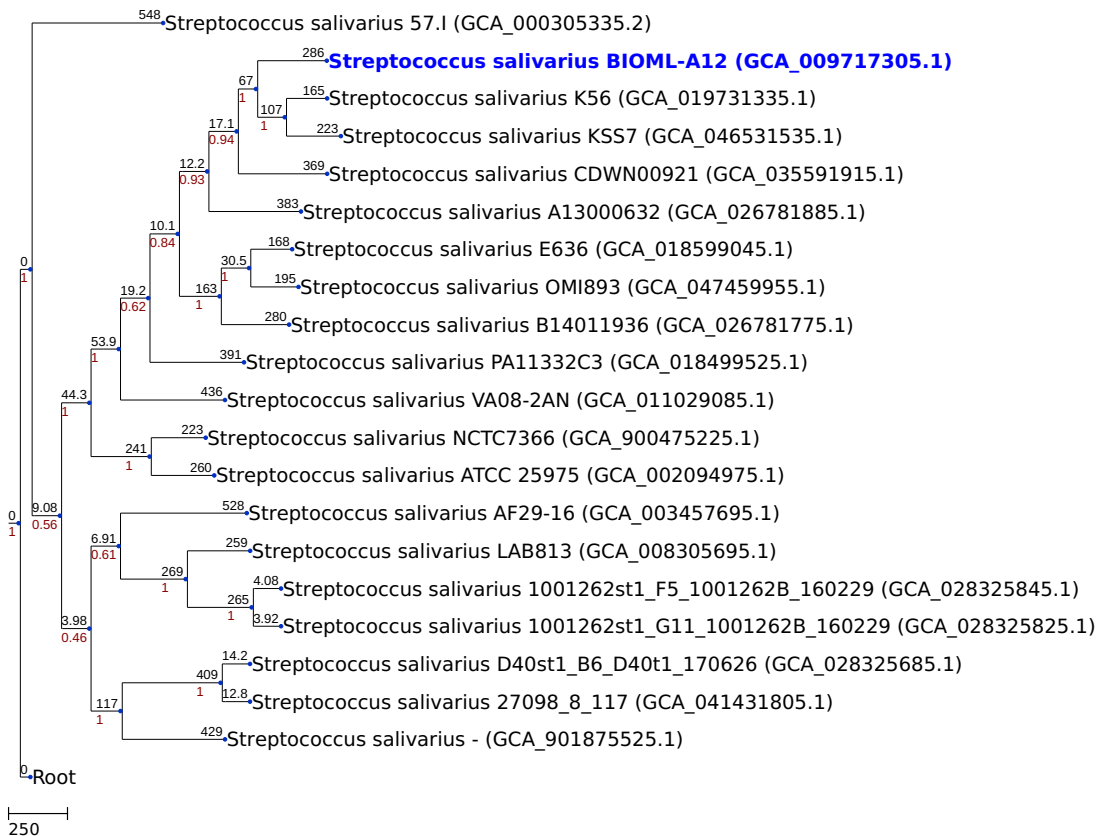 548 Streptococcus salivarius 57.I (GCA_000305335.2)
286 Streptococcus salivarius BIOML-A12 (GCA_009717305.1)
67
1
165 Streptococcus salivarius K56 (GCA_019731335.1)
107
1
17.1
0.94
223 Streptococcus salivarius KSS7 (GCA_046531535.1)
12.2
0.93
369 Streptococcus salivarius CDWN00921 (GCA_035591915.1)
383 Streptococcus salivarius A13000632 (GCA_026781885.1)
10.1
0.84
168 Streptococcus salivarius E636 (GCA_018599045.1)
0
1
30.5
1
195 Streptococcus salivarius OMI893 (GCA_047459955.1)
19.2
0.62
163
1
280 Streptococcus salivarius B14011936 (GCA_026781775.1)
53.9
1
391 Streptococcus salivarius PA11332C3 (GCA_018499525.1)
44.3
1
436 Streptococcus salivarius VA08-2AN (GCA_011029085.1)
223 Streptococcus salivarius NCTC7366 (GCA_900475225.1)
241
1
260 Streptococcus salivarius ATCC 25975 (GCA_002094975.1)
0
1
9.08
0.56
528 Streptococcus salivarius AF29-16 (GCA_003457695.1)
6.91
0.61
259 Streptococcus salivarius LAB813 (GCA_008305695.1)
269
1
4.08 Streptococcus salivarius 1001262st1_F5_1001262B_160229 (GCA_028325845.1)
265
1
3.92 Streptococcus salivarius 1001262st1_G11_1001262B_160229 (GCA_028325825.1)
3.98
0.46
14.2 Streptococcus salivarius D40st1_B6_D40t1_170626 (GCA_028325685.1)
409
1
12.8 Streptococcus salivarius 27098_8_117 (GCA_041431805.1)
117
1
429 Streptococcus salivarius - (GCA_901875525.1)
0 Root
250